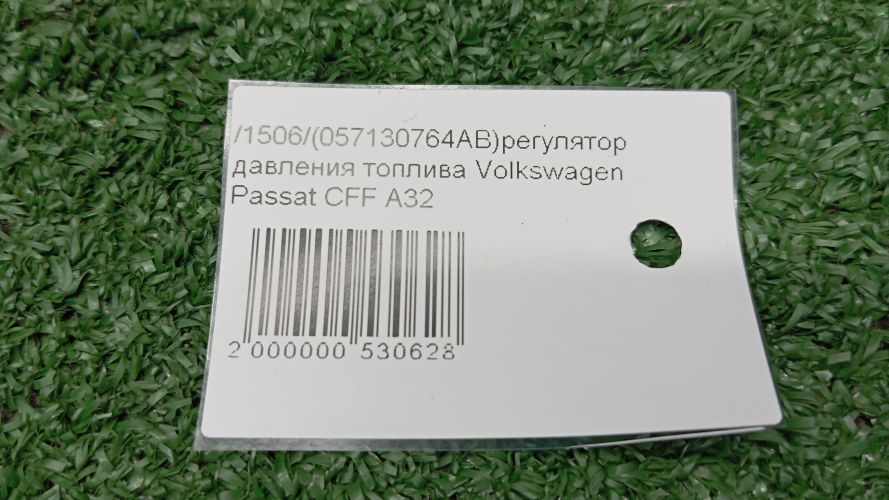 /1506/(057130764AB)регулятор
давления топлива Volkswagen
Passat CFF A32
2 000000 530628